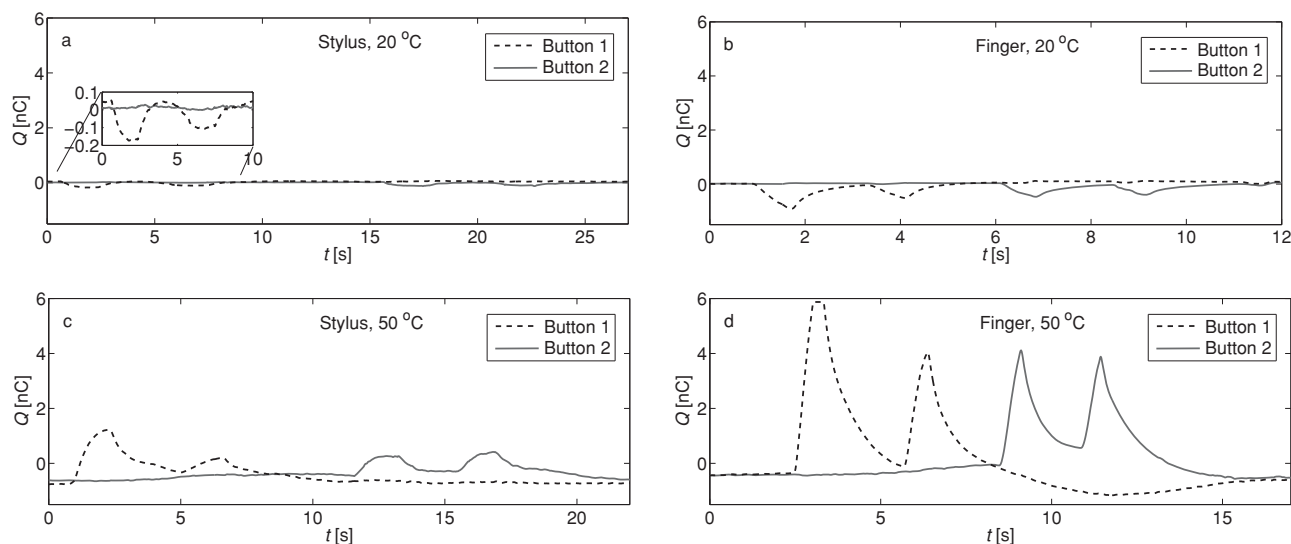 a
Stylus, 20 °C
Button 1
Button 2
6
4
2
0
Q [nC]
0.1
0
−0.1
−0.2
0 5 10
0 5 10 15 20 25
t [s]
b
Finger, 20 °C
Button 1
Button 2
6
4
2
0
Q [nC]
0 2 4 6 8 10 12
t [s]
c
Stylus, 50 °C
Button 1
Button 2
6
4
2
0
Q [nC]
0 5 10 15 20
t [s]
d
Finger, 50 °C
Button 1
Button 2
6
4
2
0
Q [nC]
0 5 10 15
t [s]